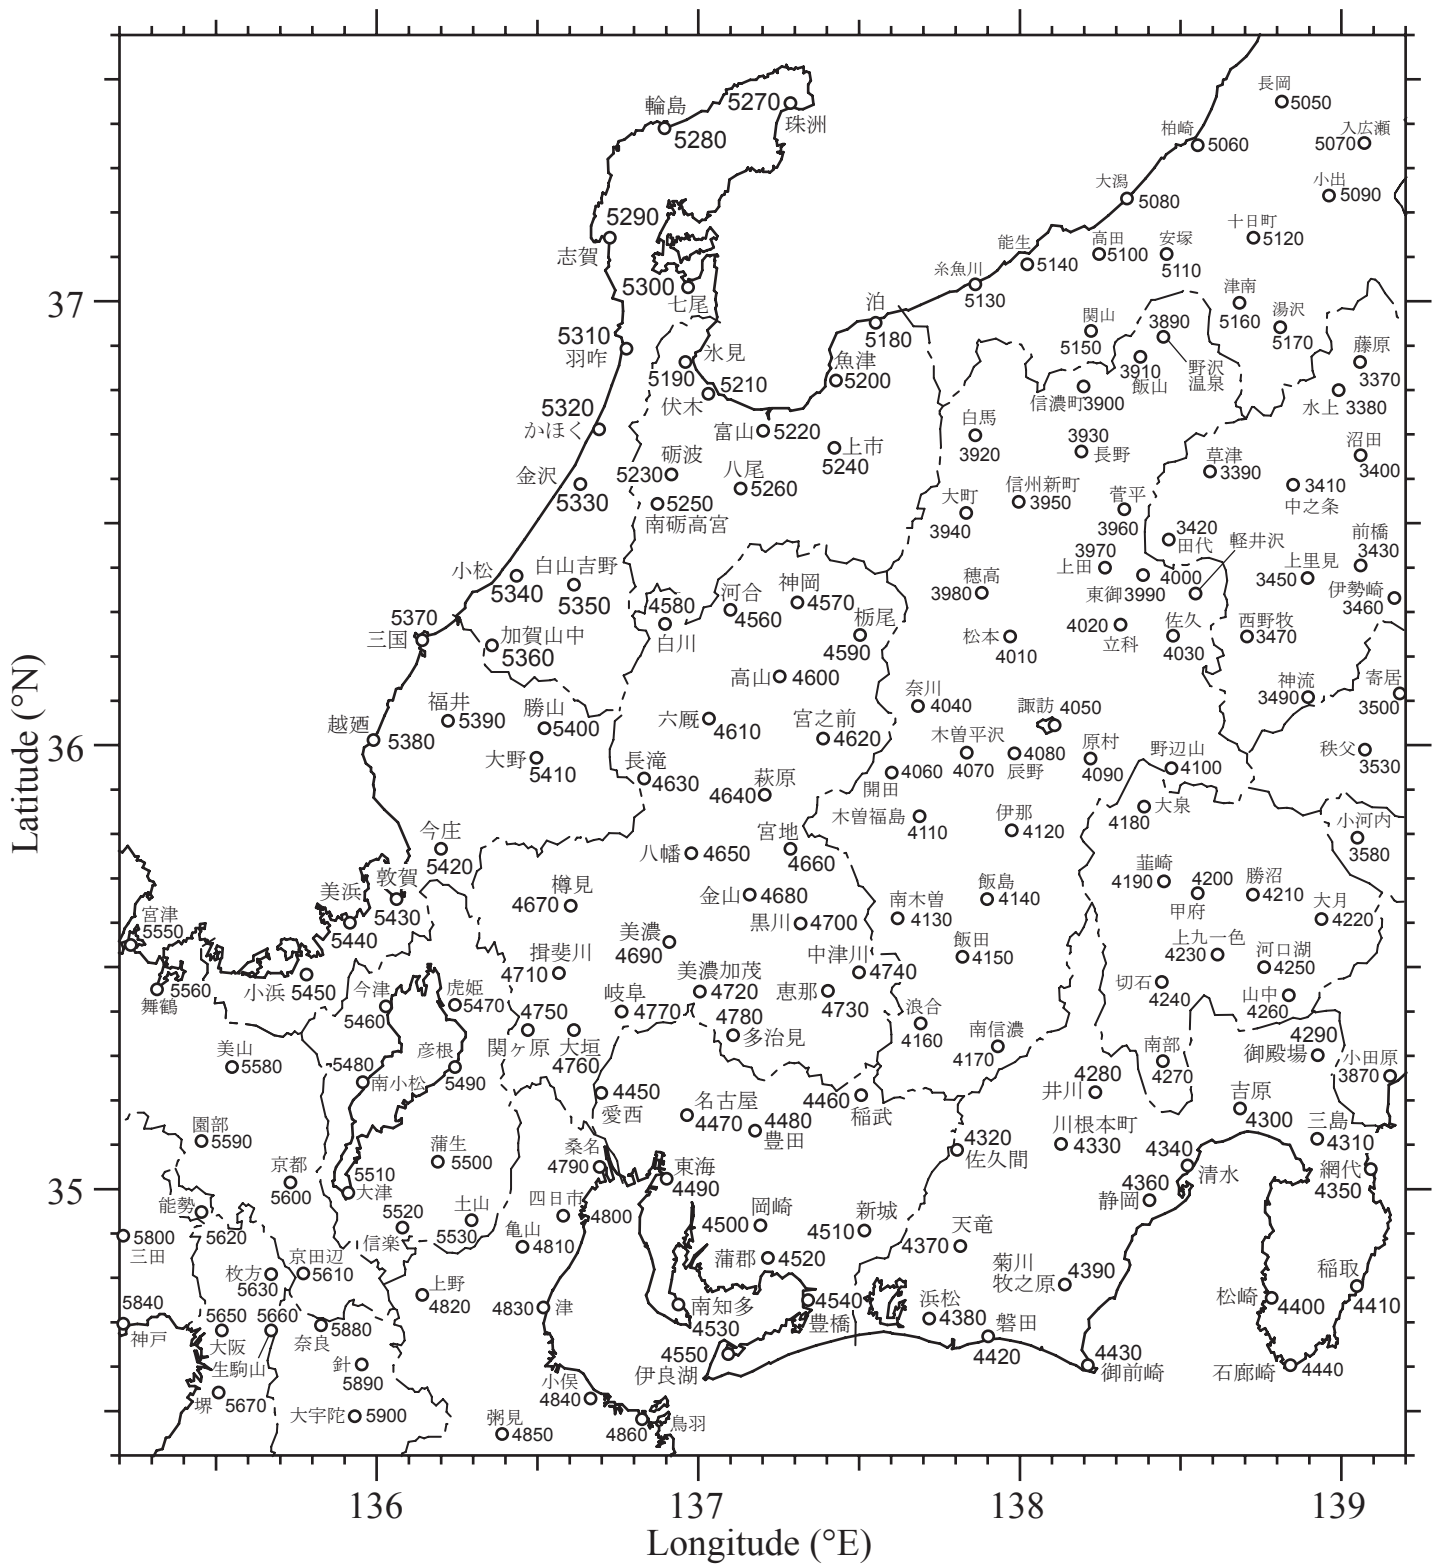 長岡
5050
輪島
5270
珠洲
5280
柏崎
5060
入広瀬
5070
大潟
5080
小出
5090
5290
志賀
十日町
5120
能生
5140
高田
5100
安塚
5110
5300
七尾
糸魚川
5130
津南
5160
37
泊
5180
関山
5150
3890
野沢
温泉
湯沢
5170
5310
羽咋
氷見
5190
5210
伏木
魚津
5200
3910
飯山
藤原
3370
信濃町
3900
水上
3380
5320
かほく
富山
5220
上市
5240
白馬
3920
3930
長野
草津
3390
沼田
3400
金沢
5330
砺波
5230
5250
南砺高宮
八尾
5260
大町
3940
信州新町
3950
菅平
3960
3410
中之条
3420
田代
軽井沢
前橋
3430
小松
5340
白山吉野
5350
4580
白川
河合
4560
神岡
4570
穂高
3980
3970
上田
東御
3990
4000
上里見
3450
伊勢崎
3460
5370
三国
加賀山中
5360
栃尾
4590
松本
4010
4020
立科
佐久
4030
西野牧
3470
高山
4600
神流
3490
寄居
3500
福井
5390
勝山
5400
六厩
4610
宮之前
4620
奈川
4040
諏訪
4050
越廼
5380
36
大野
5410
長滝
4630
萩原
4640
木曽平沢
4070
4080
辰野
原村
4090
野辺山
4100
秩父
3530
4060
開田
今庄
5420
八幡
4650
宮地
4660
木曽福島
4110
伊那
4120
4180
大泉
小河内
3580
美浜
5440
敦賀
5430
樽見
4670
金山
4680
南木曽
4130
飯島
4140
韮崎
4190
4200
甲府
勝沼
4210
大月
4220
宮津
5550
黒川
4700
美濃
4690
飯田
4150
上九一色
4230
河口湖
4250
5560
舞鶴
小浜
5450
揖斐川
4710
美濃加茂
4720
中津川
4740
恵那
4730
切石
4240
山中
4260
今津
5460
虎姫
5470
4750
関ヶ原
岐阜
4770
大垣
4760
4780
多治見
浪合
4160
南信濃
4170
4290
御殿場
美山
5580
5480
南小松
彦根
5490
南部
4270
小田原
3870
4450
愛西
4460
稲武
4280
井川
吉原
4300
園部
5590
名古屋
4470
4480
豊田
川根本町
4330
三島
4310
京都
5600
蒲生
5500
桑名
4790
東海
4490
4320
佐久間
4340
清水
網代
4350
35
5510
大津
4360
静岡
能勢
5620
5800
三田
5520
信楽
土山
5530
四日市
4800
亀山
4810
岡崎
4500
新城
4510
天竜
4370
枚方
5630
京田辺
5610
上野
4820
蒲郡
4520
菊川
牧之原
4390
稲取
4410
5840
神戸
5650
大阪
5660
生駒山
5880
奈良
4830
津
南知多
4530
4540
豊橋
浜松
4380
磐田
4420
松崎
4400
針
5890
4550
伊良湖
4430
御前崎
石廊崎
4440
堺
5670
大宇陀
5900
小俣
4840
粥見
4850
4860
鳥羽
136
137
138
139
Longitude (°E)
Latitude (°N)